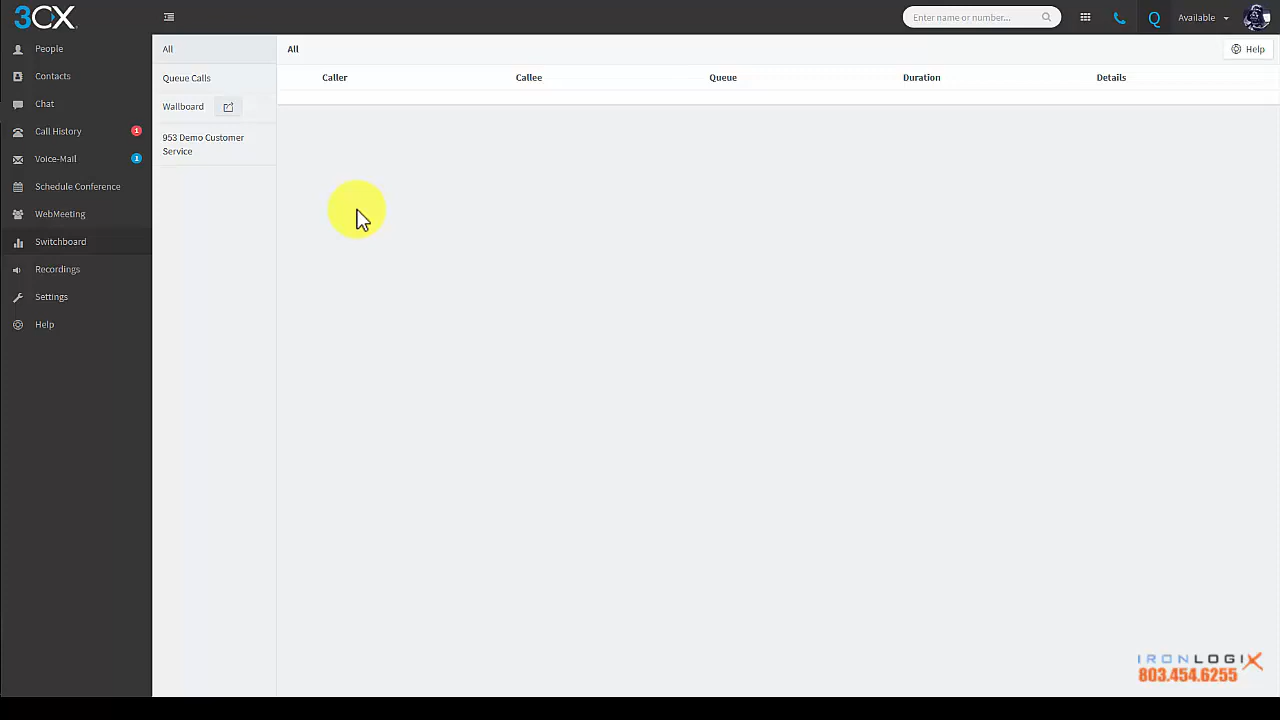 3CX
Enter name or number...
Q
Available
People
Contacts
Chat
Call History
1
Voice-Mail
1
Schedule Conference
WebMeeting
Switchboard
Recordings
Settings
Help
All
Queue Calls
Wallboard
953 Demo Customer
Service
All
Help
Caller Callee Queue Duration Details
IRONLOGIX
803.454.6255